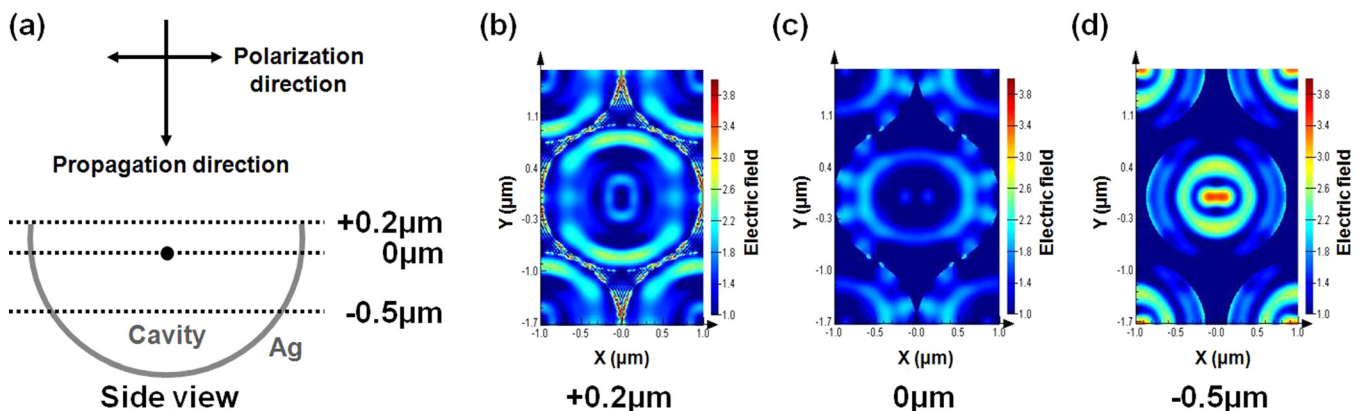 (a)
Polarization
direction
Propagation direction
+0.2μm
0μm
-0.5μm
Cavity
Ag
Side view
(b)
Y (μm)
1.1
0.4
-0.3
-1.0
-1.7
-1.0
-0.5
-0.0
0.5
1.0
X (μm)
3.8
3.4
3.0
2.6
2.2
1.8
1.4
1.0
Electric field
+0.2μm
(c)
Y (μm)
1.1
0.4
-0.3
-1.0
-1.7
-1.0
-0.5
-0.0
0.5
1.0
X (μm)
3.8
3.4
3.0
2.6
2.2
1.8
1.4
1.0
Electric field
0μm
(d)
Y (μm)
1.1
0.4
-0.3
-1.0
-1.7
-1.0
-0.5
-0.0
0.5
1.0
X (μm)
3.8
3.4
3.0
2.6
2.2
1.8
1.4
1.0
Electric field
-0.5μm